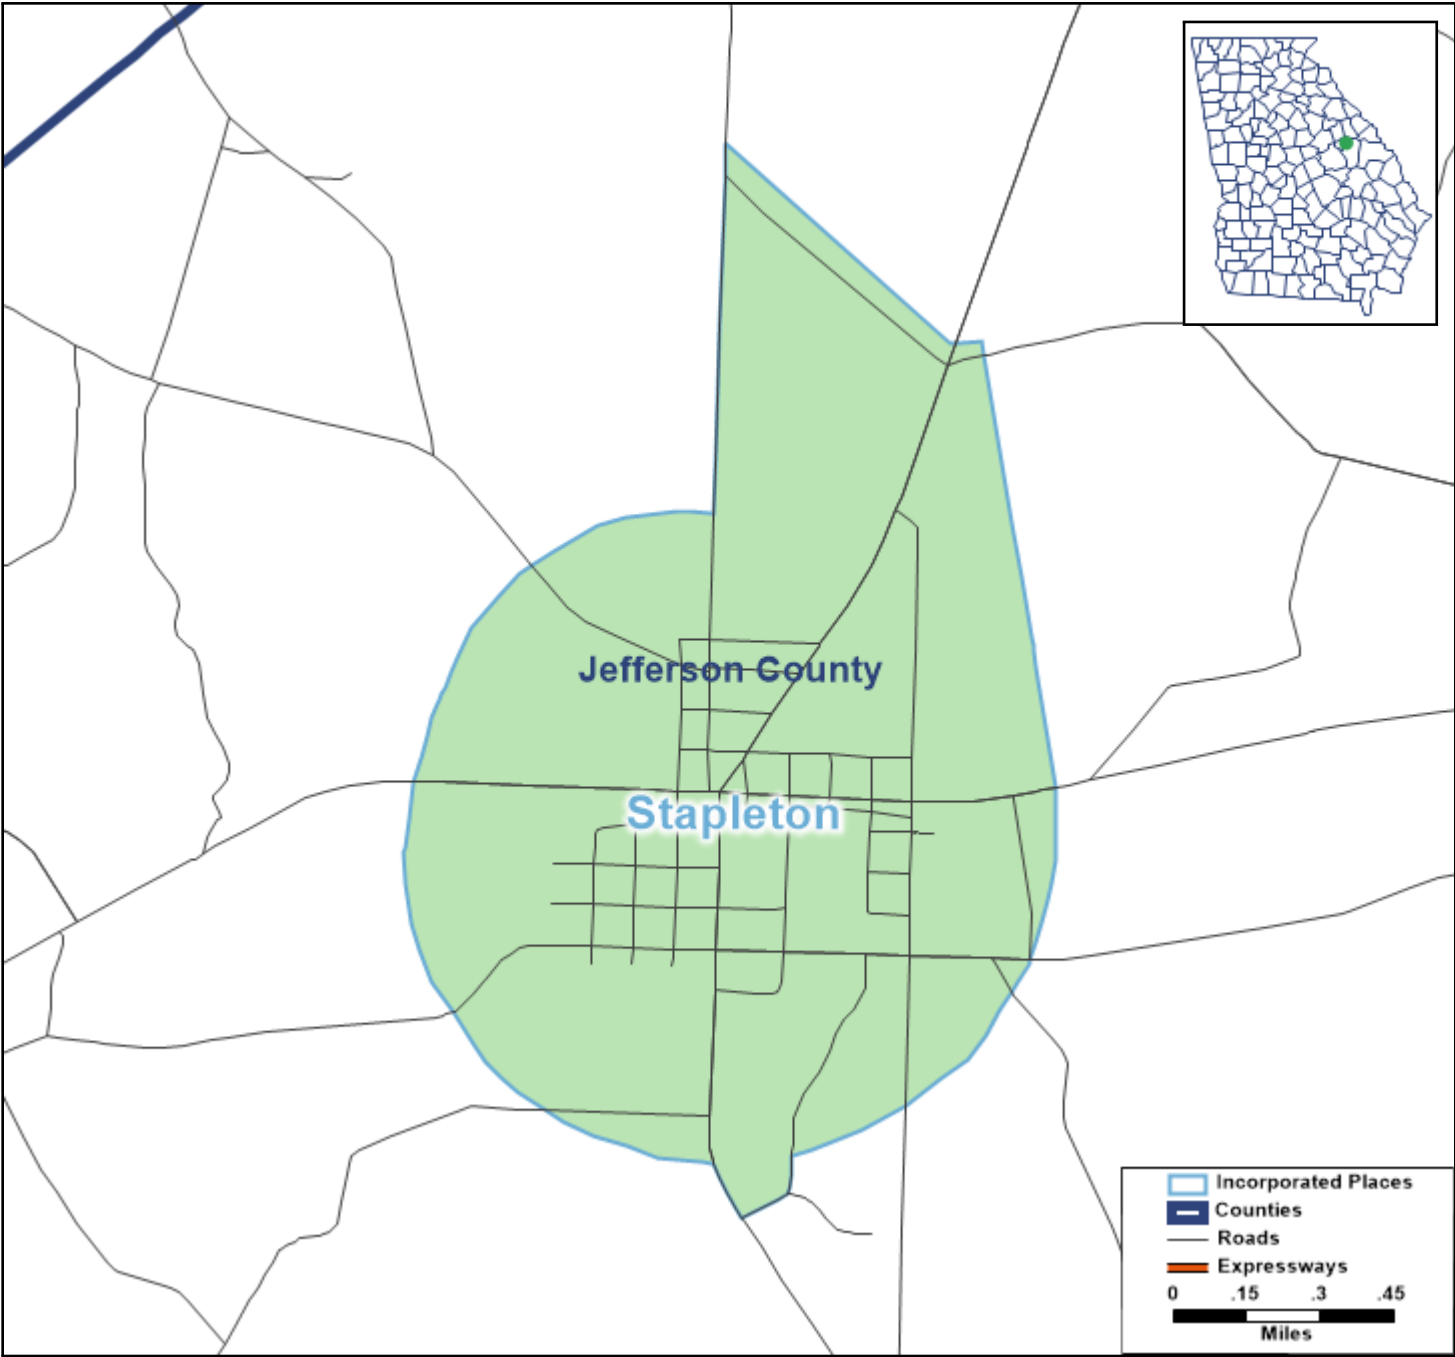 Jefferson County
Stapleton
Incorporated Places
Counties
Roads
Expressways
0 .15 .3 .45
Miles